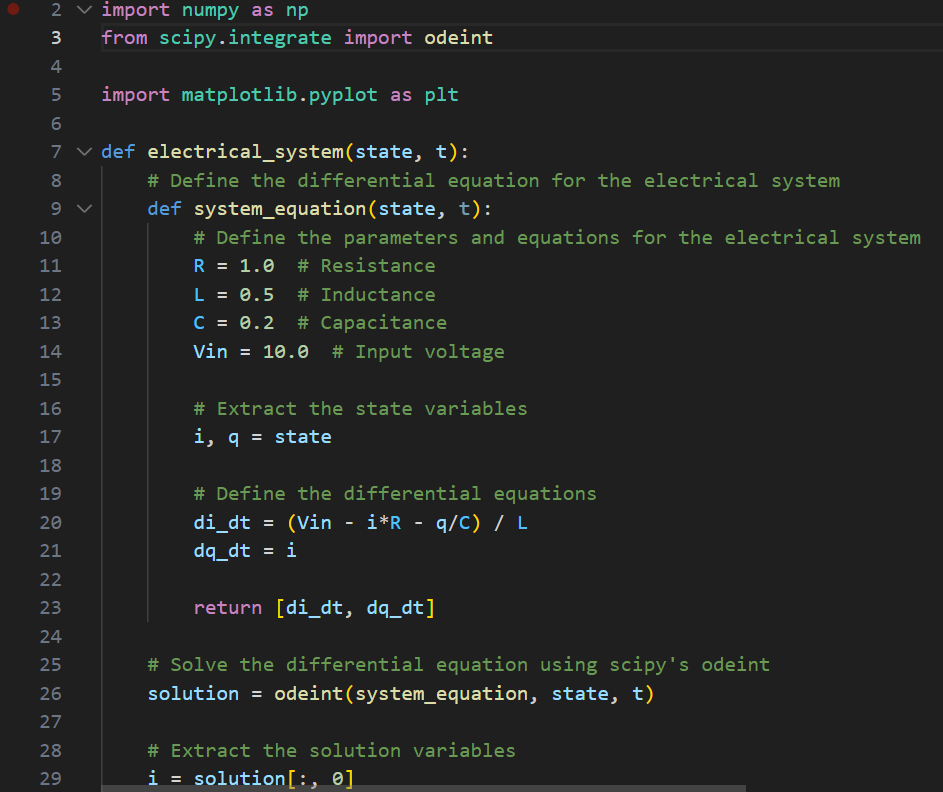 2 import numpy as np
3 from scipy.integrate import odeint
4
5 import matplotlib.pyplot as plt
6
7 def electrical_system(state, t):
8     # Define the differential equation for the electrical system
9     def system_equation(state, t):
10         # Define the parameters and equations for the electrical system
11         R = 1.0  # Resistance
12         L = 0.5  # Inductance
13         C = 0.2  # Capacitance
14         Vin = 10.0  # Input voltage
15
16         # Extract the state variables
17         i, q = state
18
19         # Define the differential equations
20         di_dt = (Vin - i*R - q/C) / L
21         dq_dt = i
22
23         return [di_dt, dq_dt]
24
25     # Solve the differential equation using scipy's odeint
26     solution = odeint(system_equation, state, t)
27
28     # Extract the solution variables
29     i = solution[:, 0]